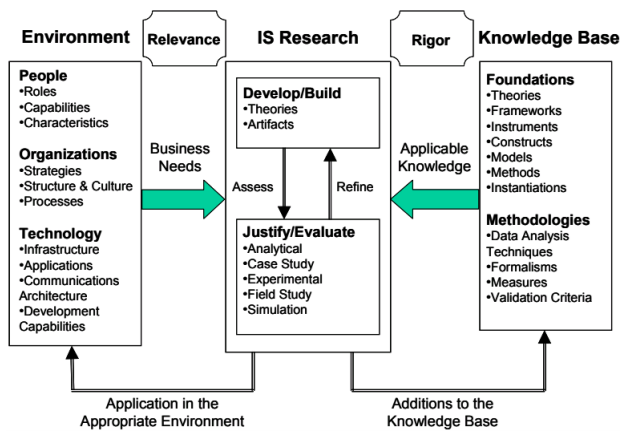 Environment
Relevance
IS Research
Rigor
Knowledge Base
People
•Roles
•Capabilities
•Characteristics
Organizations
•Strategies
•Structure & Culture
•Processes
Technology
•Infrastructure
•Applications
•Communications
Architecture
•Development
Capabilities
Business
Needs
Develop/Build
•Theories
•Artifacts
Assess
Refine
Justify/Evaluate
•Analytical
•Case Study
•Experimental
•Field Study
•Simulation
Applicable
Knowledge
Foundations
•Theories
•Frameworks
•Instruments
•Constructs
•Models
•Methods
•Instantiations
Methodologies
•Data Analysis
Techniques
•Formalisms
•Measures
•Validation Criteria
Application in the
Appropriate Environment
Additions to the
Knowledge Base